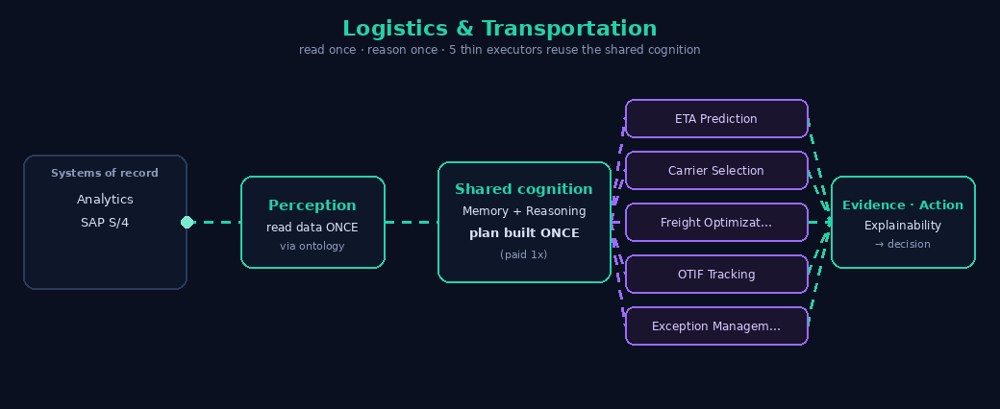 Logistics & Transportation
read once · reason once · 5 thin executors reuse the shared cognition
Systems of record
Analytics
SAP S/4
Perception
read data ONCE
via ontology
Shared cognition
Memory + Reasoning
plan built ONCE
(paid 1x)
ETA Prediction
Carrier Selection
Freight Optimizat...
OTIF Tracking
Exception Managem...
Evidence · Action
Explainability
→ decision